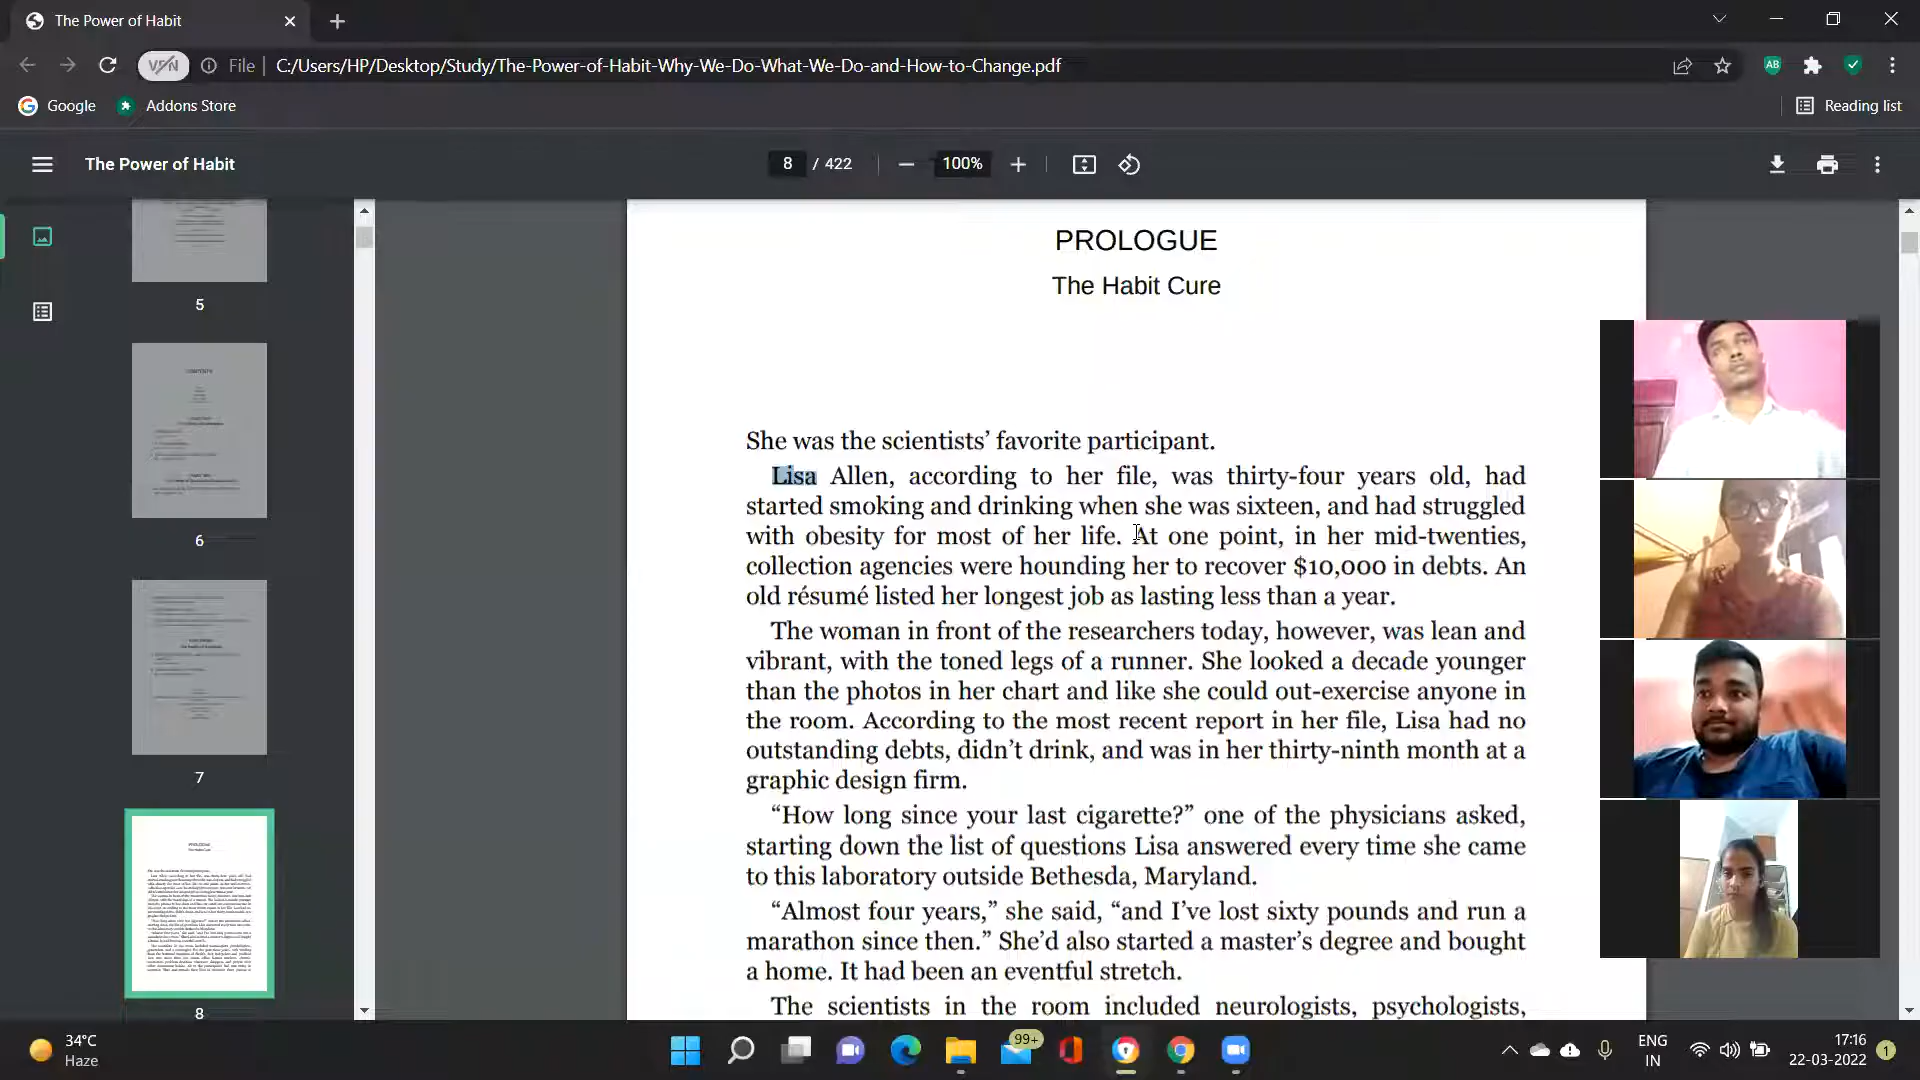 The Power of Habit
VPN
File
C:/Users/HP/Desktop/Study/The-Power-of-Habit-Why-We-Do-What-We-Do-and-How-to-Change.pdf
AB
Google
Addons Store
Reading list
The Power of Habit
8 / 422
100%
5
6
7
8
PROLOGUE
The Habit Cure
She was the scientists’ favorite participant.
Lisa Allen, according to her file, was thirty-four years old, had
started smoking and drinking when she was sixteen, and had struggled
with obesity for most of her life. At one point, in her mid-twenties,
collection agencies were hounding her to recover $10,000 in debts. An
old résumé listed her longest job as lasting less than a year.
The woman in front of the researchers today, however, was lean and
vibrant, with the toned legs of a runner. She looked a decade younger
than the photos in her chart and like she could out-exercise anyone in
the room. According to the most recent report in her file, Lisa had no
outstanding debts, didn’t drink, and was in her thirty-ninth month at a
graphic design firm.
“How long since your last cigarette?” one of the physicians asked,
starting down the list of questions Lisa answered every time she came
to this laboratory outside Bethesda, Maryland.
“Almost four years,” she said, “and I’ve lost sixty pounds and run a
marathon since then.” She’d also started a master’s degree and bought
a home. It had been an eventful stretch.
The scientists in the room included neurologists, psychologists,
34°C
Haze
99+
ENG
IN
17:16
22-03-2022
1